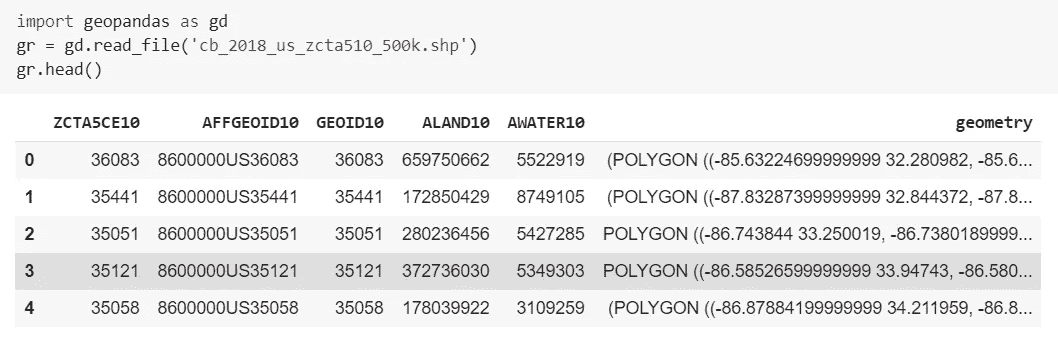 import geopandas as gd
gr = gd.read_file('cb_2018_us_zcta510_500k.shp')
gr.head()
ZCTA5CE10 AFFGEOID10 GEOID10 ALAND10 AWATER10 geometry
0 36083 8600000US36083 36083 659750662 5522919 (POLYGON ((-85.63224699999999 32.280982, -85.6...
1 35441 8600000US35441 35441 172850429 8749105 (POLYGON ((-87.83287399999999 32.844372, -87.8...
2 35051 8600000US35051 35051 280236456 5427285 POLYGON ((-86.743844 33.250019, -86.7380189999...
3 35121 8600000US35121 35121 372736030 5349303 POLYGON ((-86.58526599999999 33.94743, -86.580...
4 35058 8600000US35058 35058 178039922 3109259 (POLYGON ((-86.87884199999999 34.211959, -86.8...